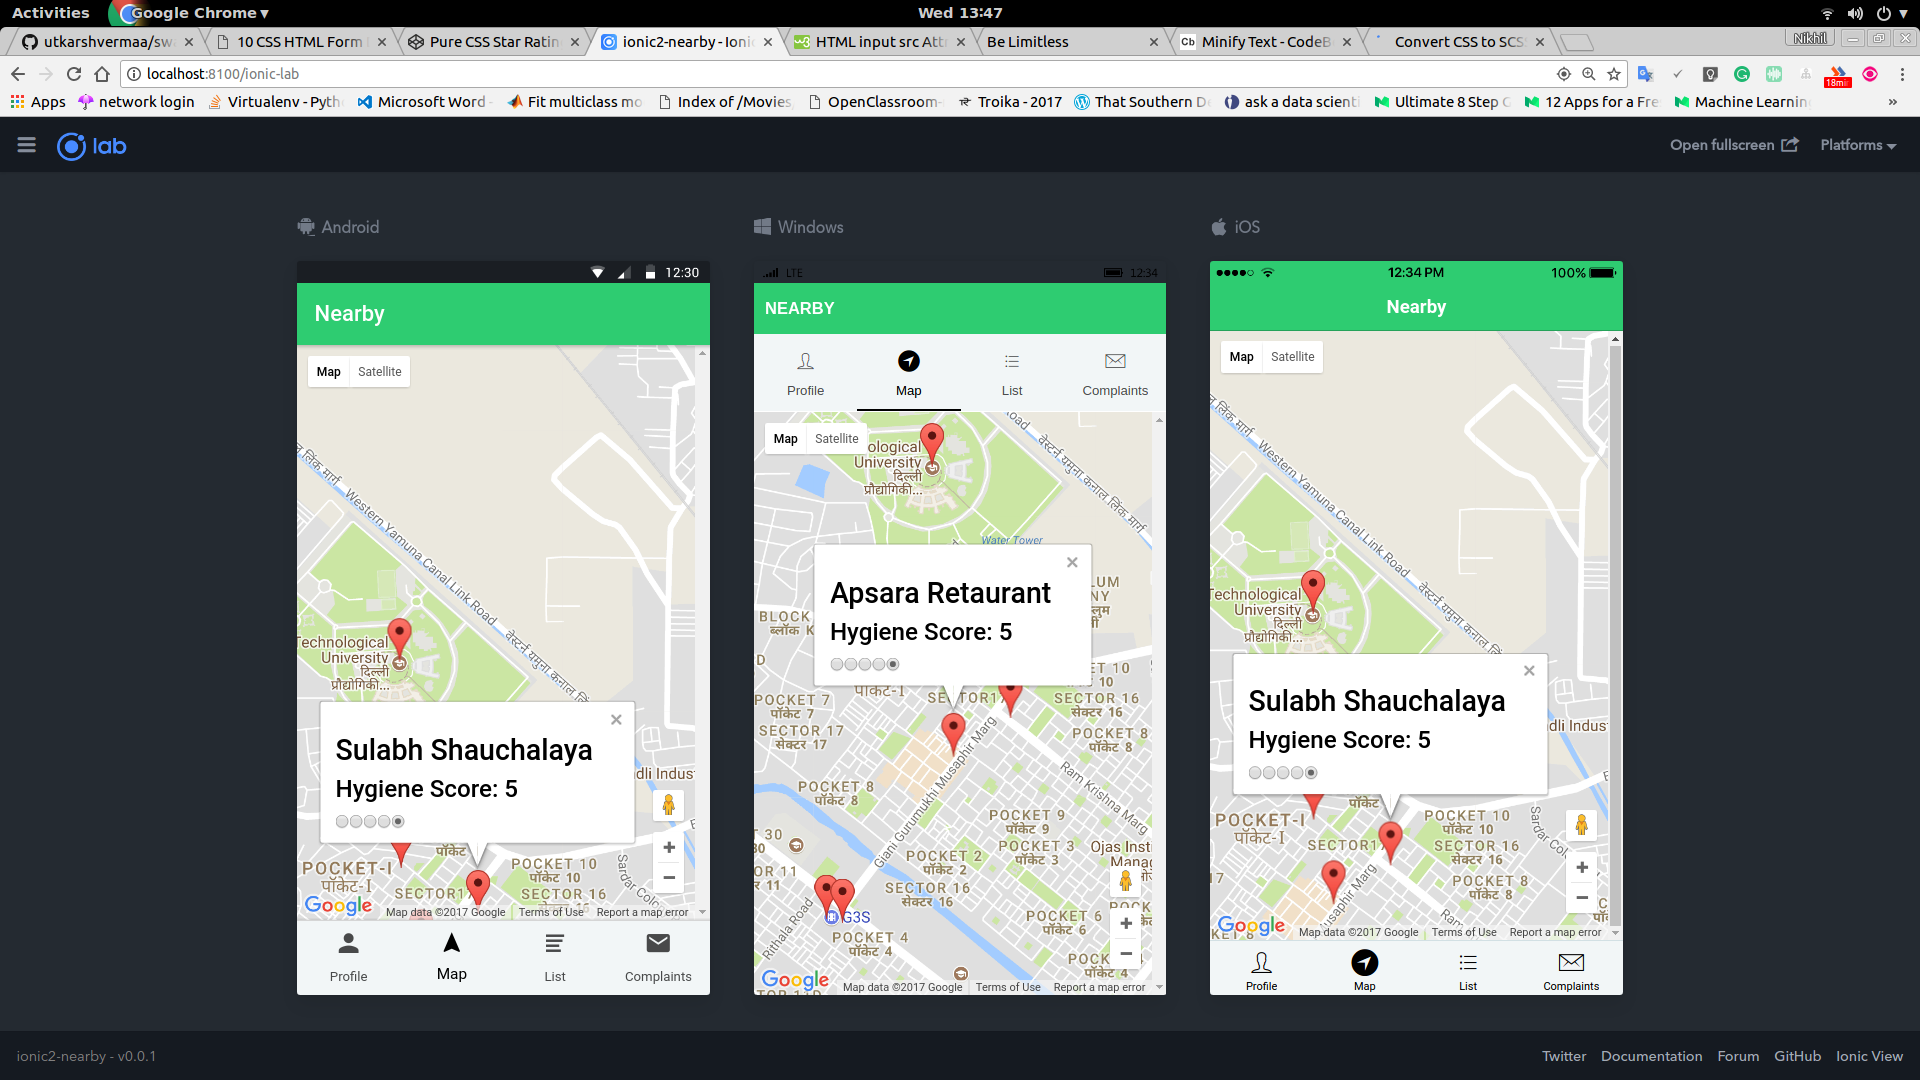 Activities
Google Chrome ▾
Wed 13:47
utkarshvermaa/sw
10 CSS HTML Form
Pure CSS Star Ratin
ionic2-nearby - Ioni
HTML input src Att
Be Limitless
Minify Text - CodeB
Convert CSS to SCS
Nikhil
localhost:8100/ionic-lab
18m
Apps
network login
Virtualenv - Pyth
Microsoft Word -
Fit multiclass mo
Index of /Movies,
OpenClassroom-
Troika - 2017
That Southern D
ask a data scienti
Ultimate 8 Step
12 Apps for a Fre
Machine Learning
»
lab
Open fullscreen
Platforms
Android
Windows
iOS
12:30
Nearby
Map
Satellite
Western Yamuna Canal Link Road
Technological
University
दिल्ली
प्रौद्योगिकी...
Sulabh Shauchalaya
Hygiene Score: 5
dli Indus
POCKET-I
पॉकेट-I
पॉकेट
POCKET 10
पॉकेट 10
SECTOR 16
सेक्टर 16
SECTOR1
Sardar Colo
Google
Map data ©2017 Google
Terms of Use
Report a map error
Profile
Map
List
Complaints
LTE
12:34
NEARBY
Profile
Map
List
Complaints
Map
Satellite
Road
ological
University
दिल्ली
प्रौद्योगिकी...
Water Tower
Apsara Retaurant
Hygiene Score: 5
BLOCK K
ब्लॉक K
POCKET 7
पॉकेट 7
SECTOR 17
सेक्टर 17
पॉकेट-I
SECTOR17
SECTOR 16
सेक्टर 16
POCKET 8
पॉकेट 8
POCKET 8
पॉकेट 8
Giani Gurumukhi Musaphir Marg
Ram Krishna Marg
POCKET 9
पॉकेट 9
POCKET 2
पॉकेट 2
POCKET 3
पॉकेट 3
Ojas Insti
SECTOR 16
सेक्टर 16
G3S
Rithala Road
POCKET 4
पॉकेट 4
POCKET 6
पॉकेट 6
पॉकेट 4
Google
Map data ©2017 Google
Terms of Use
Report a map error
12:34 PM
100%
Nearby
Map
Satellite
Western Yamuna Canal Link Road
Technological
University
दिल्ली
प्रौद्योगिकी...
Sulabh Shauchalaya
Hygiene Score: 5
dli Indust
पॉकेट
POCKET-I
पॉकेट-I
POCKET 10
पॉकेट 10
SECTOR1
SECTOR 16
सेक्टर 16
POCKET 8
पॉकेट 8
Google
Map data ©2017 Google
Terms of Use
Report a map error
Profile
Map
List
Complaints
ionic2-nearby - v0.0.1
Twitter
Documentation
Forum
GitHub
Ionic View